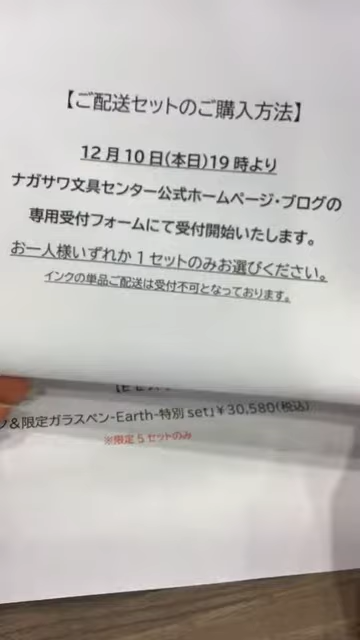 【ご配送セットのご購入方法】
12月10日(本日)19時より
ナガサワ文具センター公式ホームページ・ブログの
専用受付フォームにて受付開始いたします。
お一人様いずれか1セットのみお選びください。
インクの単品ご配送は受付不可となっております。
&限定ガラスペン-Earth-特別set」¥30,580(税込)
※限定5セットのみ